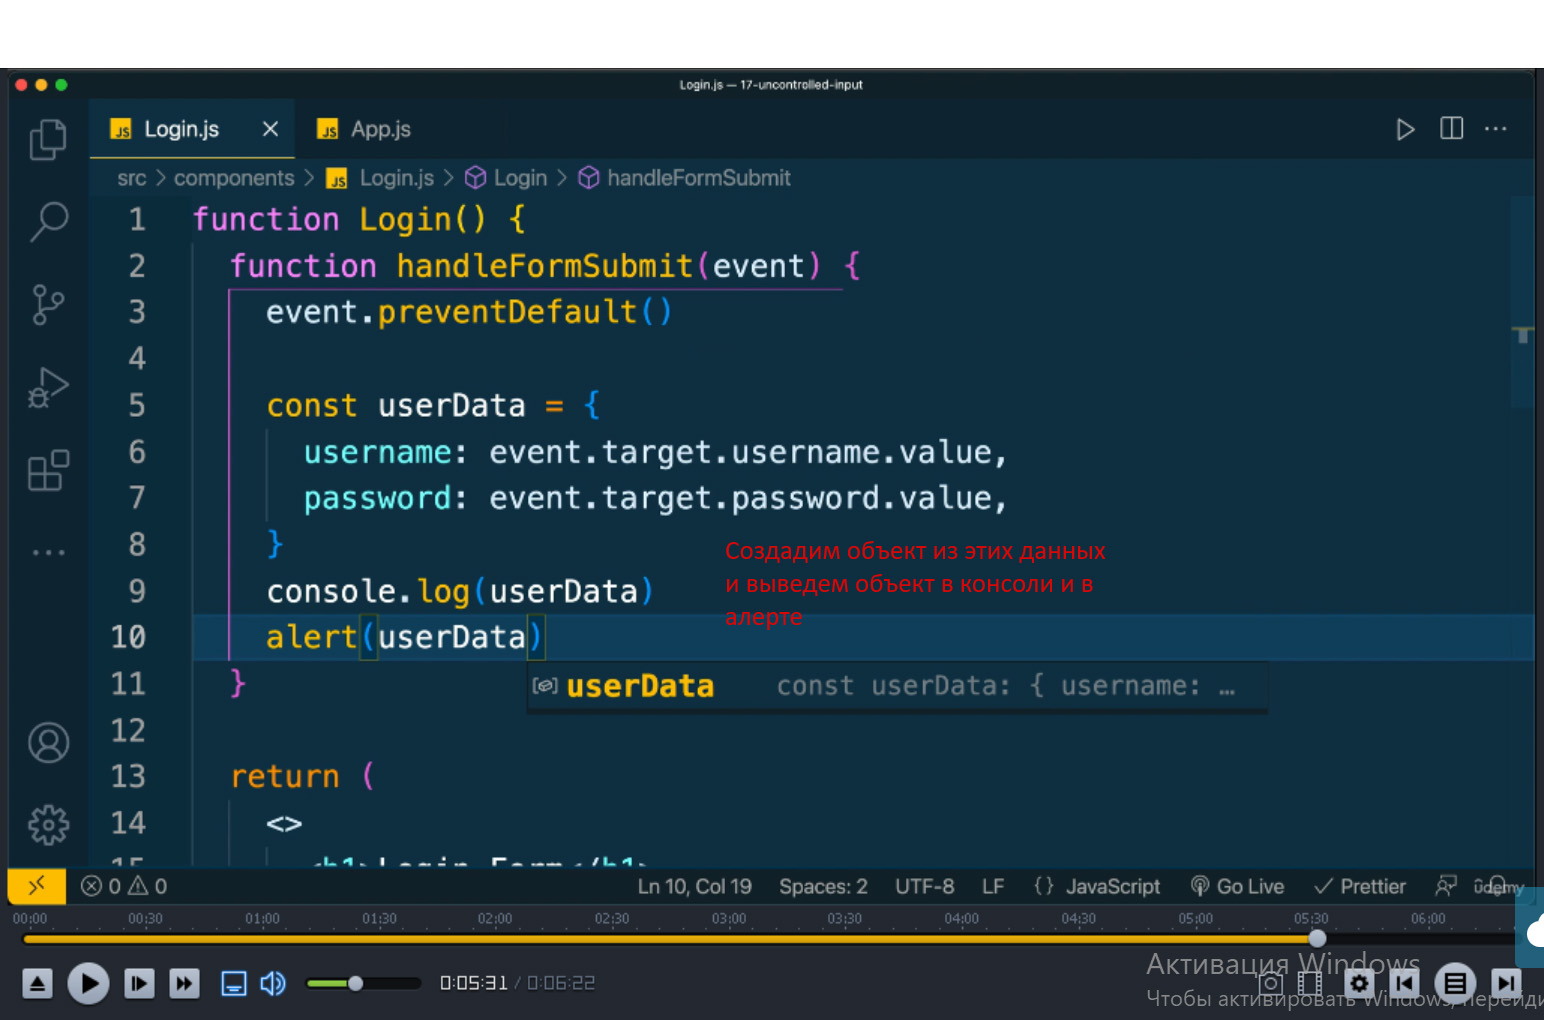 Login.js — 17-uncontrolled-input
Login.js
App.js
src > components > JS Login.js > Login > handleFormSubmit
1 function Login() {
2 function handleFormSubmit(event) {
3 event.preventDefault()
4
5 const userData = {
6 username: event.target.username.value,
7 password: event.target.password.value,
8 }
Создадим объект из этих данных
и выведем объект в консоли и в
алерте
9 console.log(userData)
10 alert(userData)
userData const userData: { username: …
11 }
12
13 return (
14 <>
15 <h1>Login Form</h1>
0 0 Ln 10, Col 19 Spaces: 2 UTF-8 LF {} JavaScript Go Live Prettier
ûdemy
00:00 00:30 01:00 01:30 02:00 02:30 03:00 03:30 04:00 04:30 05:00 05:30 06:00
0:05:31 / 0:06:22
Активация Windows
Чтобы активировать Windows, перейди